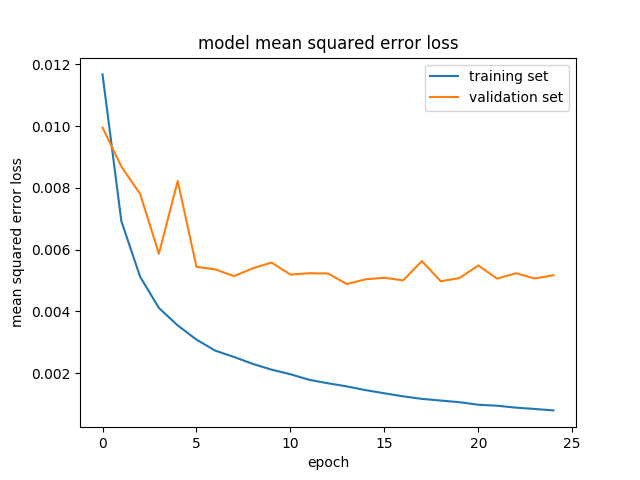 model mean squared error loss
training set
validation set
mean squared error loss
0.012
0.010
0.008
0.006
0.004
0.002
0 5 10 15 20 25
epoch